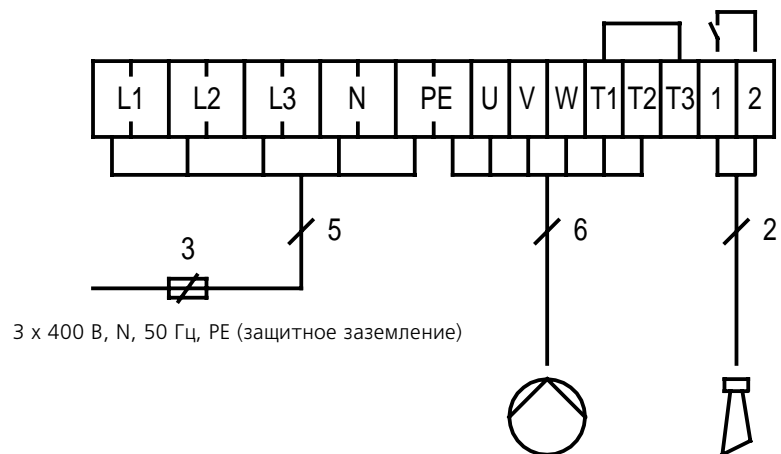 L1 L2 L3 N PE U V W T1 T2 T3 1 2
5 6 2
3
3 x 400 В, N, 50 Гц, PE (защитное заземление)